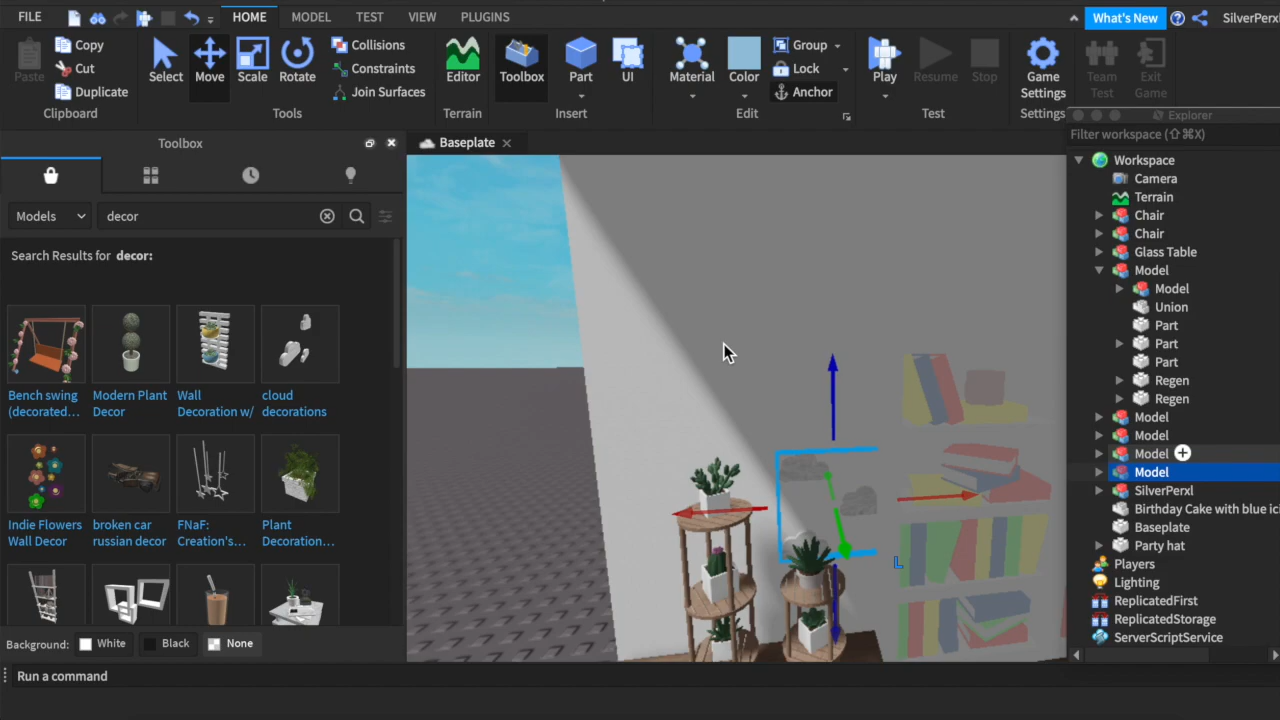 FILE
HOME
MODEL
TEST
VIEW
PLUGINS
What's New
SilverPerxl
Paste
Copy
Cut
Duplicate
Clipboard
Select
Move
Scale
Rotate
Collisions
Constraints
Join Surfaces
Tools
Editor
Terrain
Toolbox
Part
UI
Insert
Material
Color
Group
Lock
Anchor
Edit
Play
Resume
Stop
Test
Game
Settings
Settings
Team
Test
Exit
Game
Toolbox
Models
decor
Search Results for decor:
Bench swing
(decorated...
Modern Plant
Decor
Wall
Decoration w/
cloud
decorations
Indie Flowers
Wall Decor
broken car
russian decor
FNaF:
Creation's...
Plant
Decoration...
Background:
White
Black
None
Run a command
Baseplate
L
Explorer
Filter workspace (⇧⌘X)
Workspace
Camera
Terrain
Chair
Chair
Glass Table
Model
Model
Union
Part
Part
Part
Regen
Regen
Model
Model
Model
Model
SilverPerxl
Birthday Cake with blue ici
Baseplate
Party hat
Players
Lighting
ReplicatedFirst
ReplicatedStorage
ServerScriptService